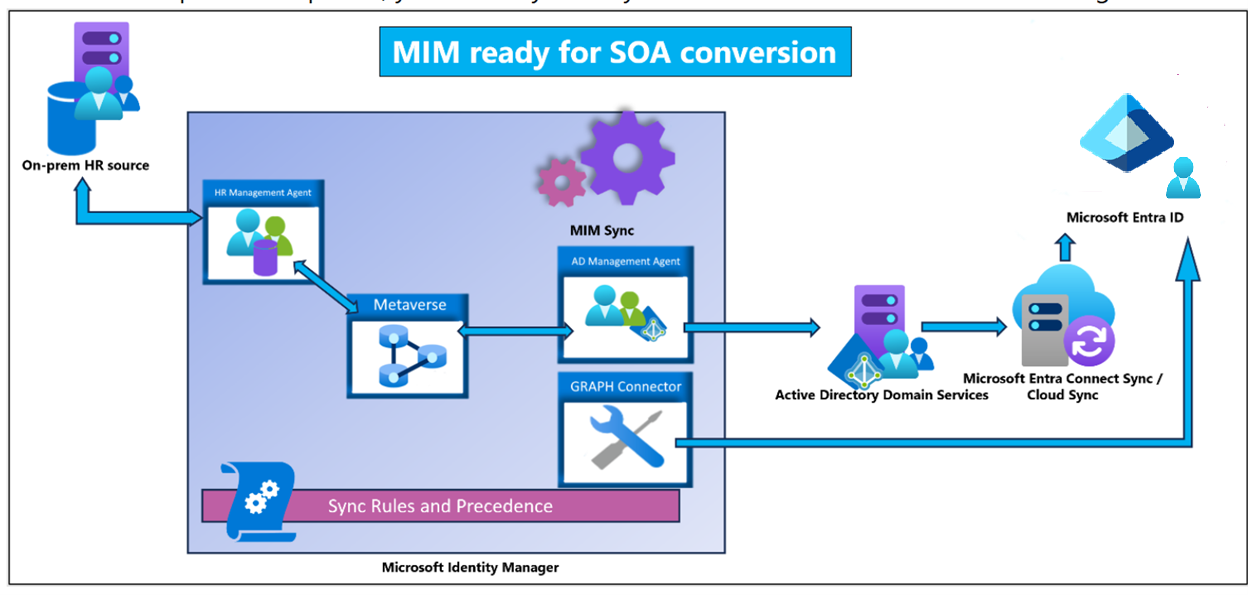 MIM ready for SOA conversion
On-prem HR source
HR Management Agent
MIM Sync
Metaverse
AD Management Agent
GRAPH Connector
Sync Rules and Precedence
Microsoft Identity Manager
Active Directory Domain Services
Microsoft Entra Connect Sync /
Cloud Sync
Microsoft Entra ID